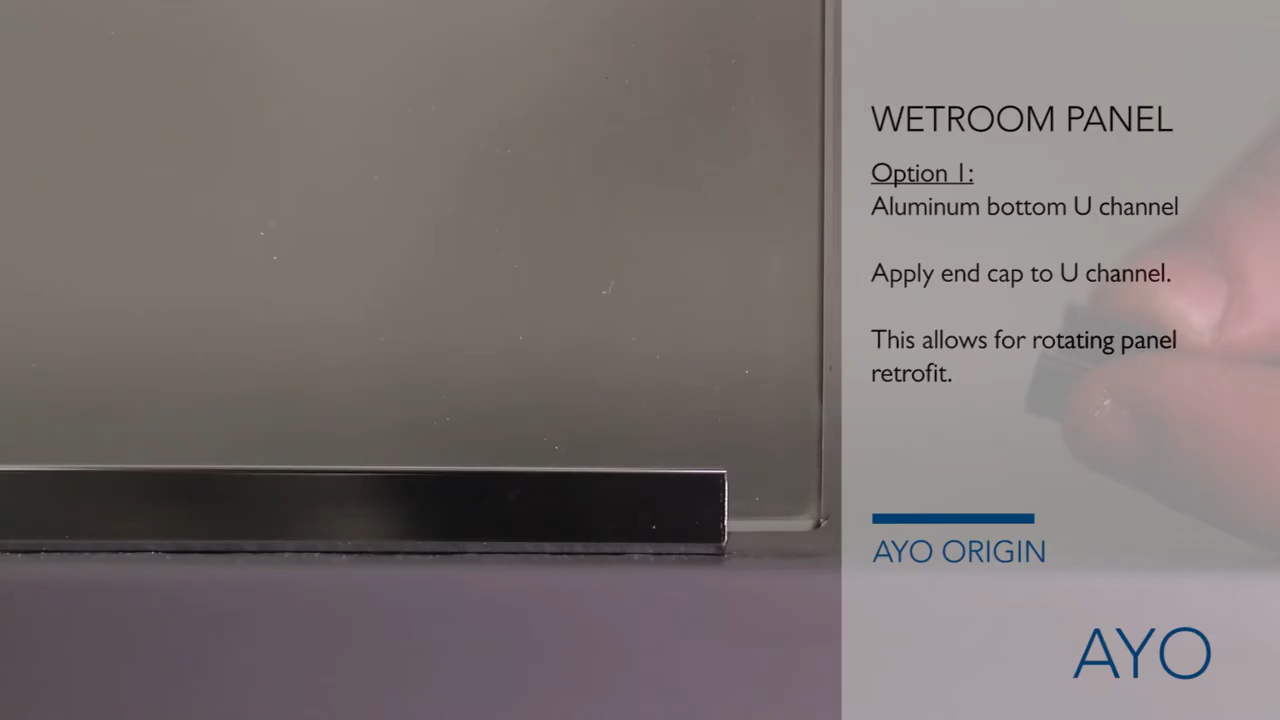 WETROOM PANEL
Option 1:
Aluminum bottom U channel
Apply end cap to U channel.
This allows for rotating panel
retrofit.
AYO ORIGIN
AYO